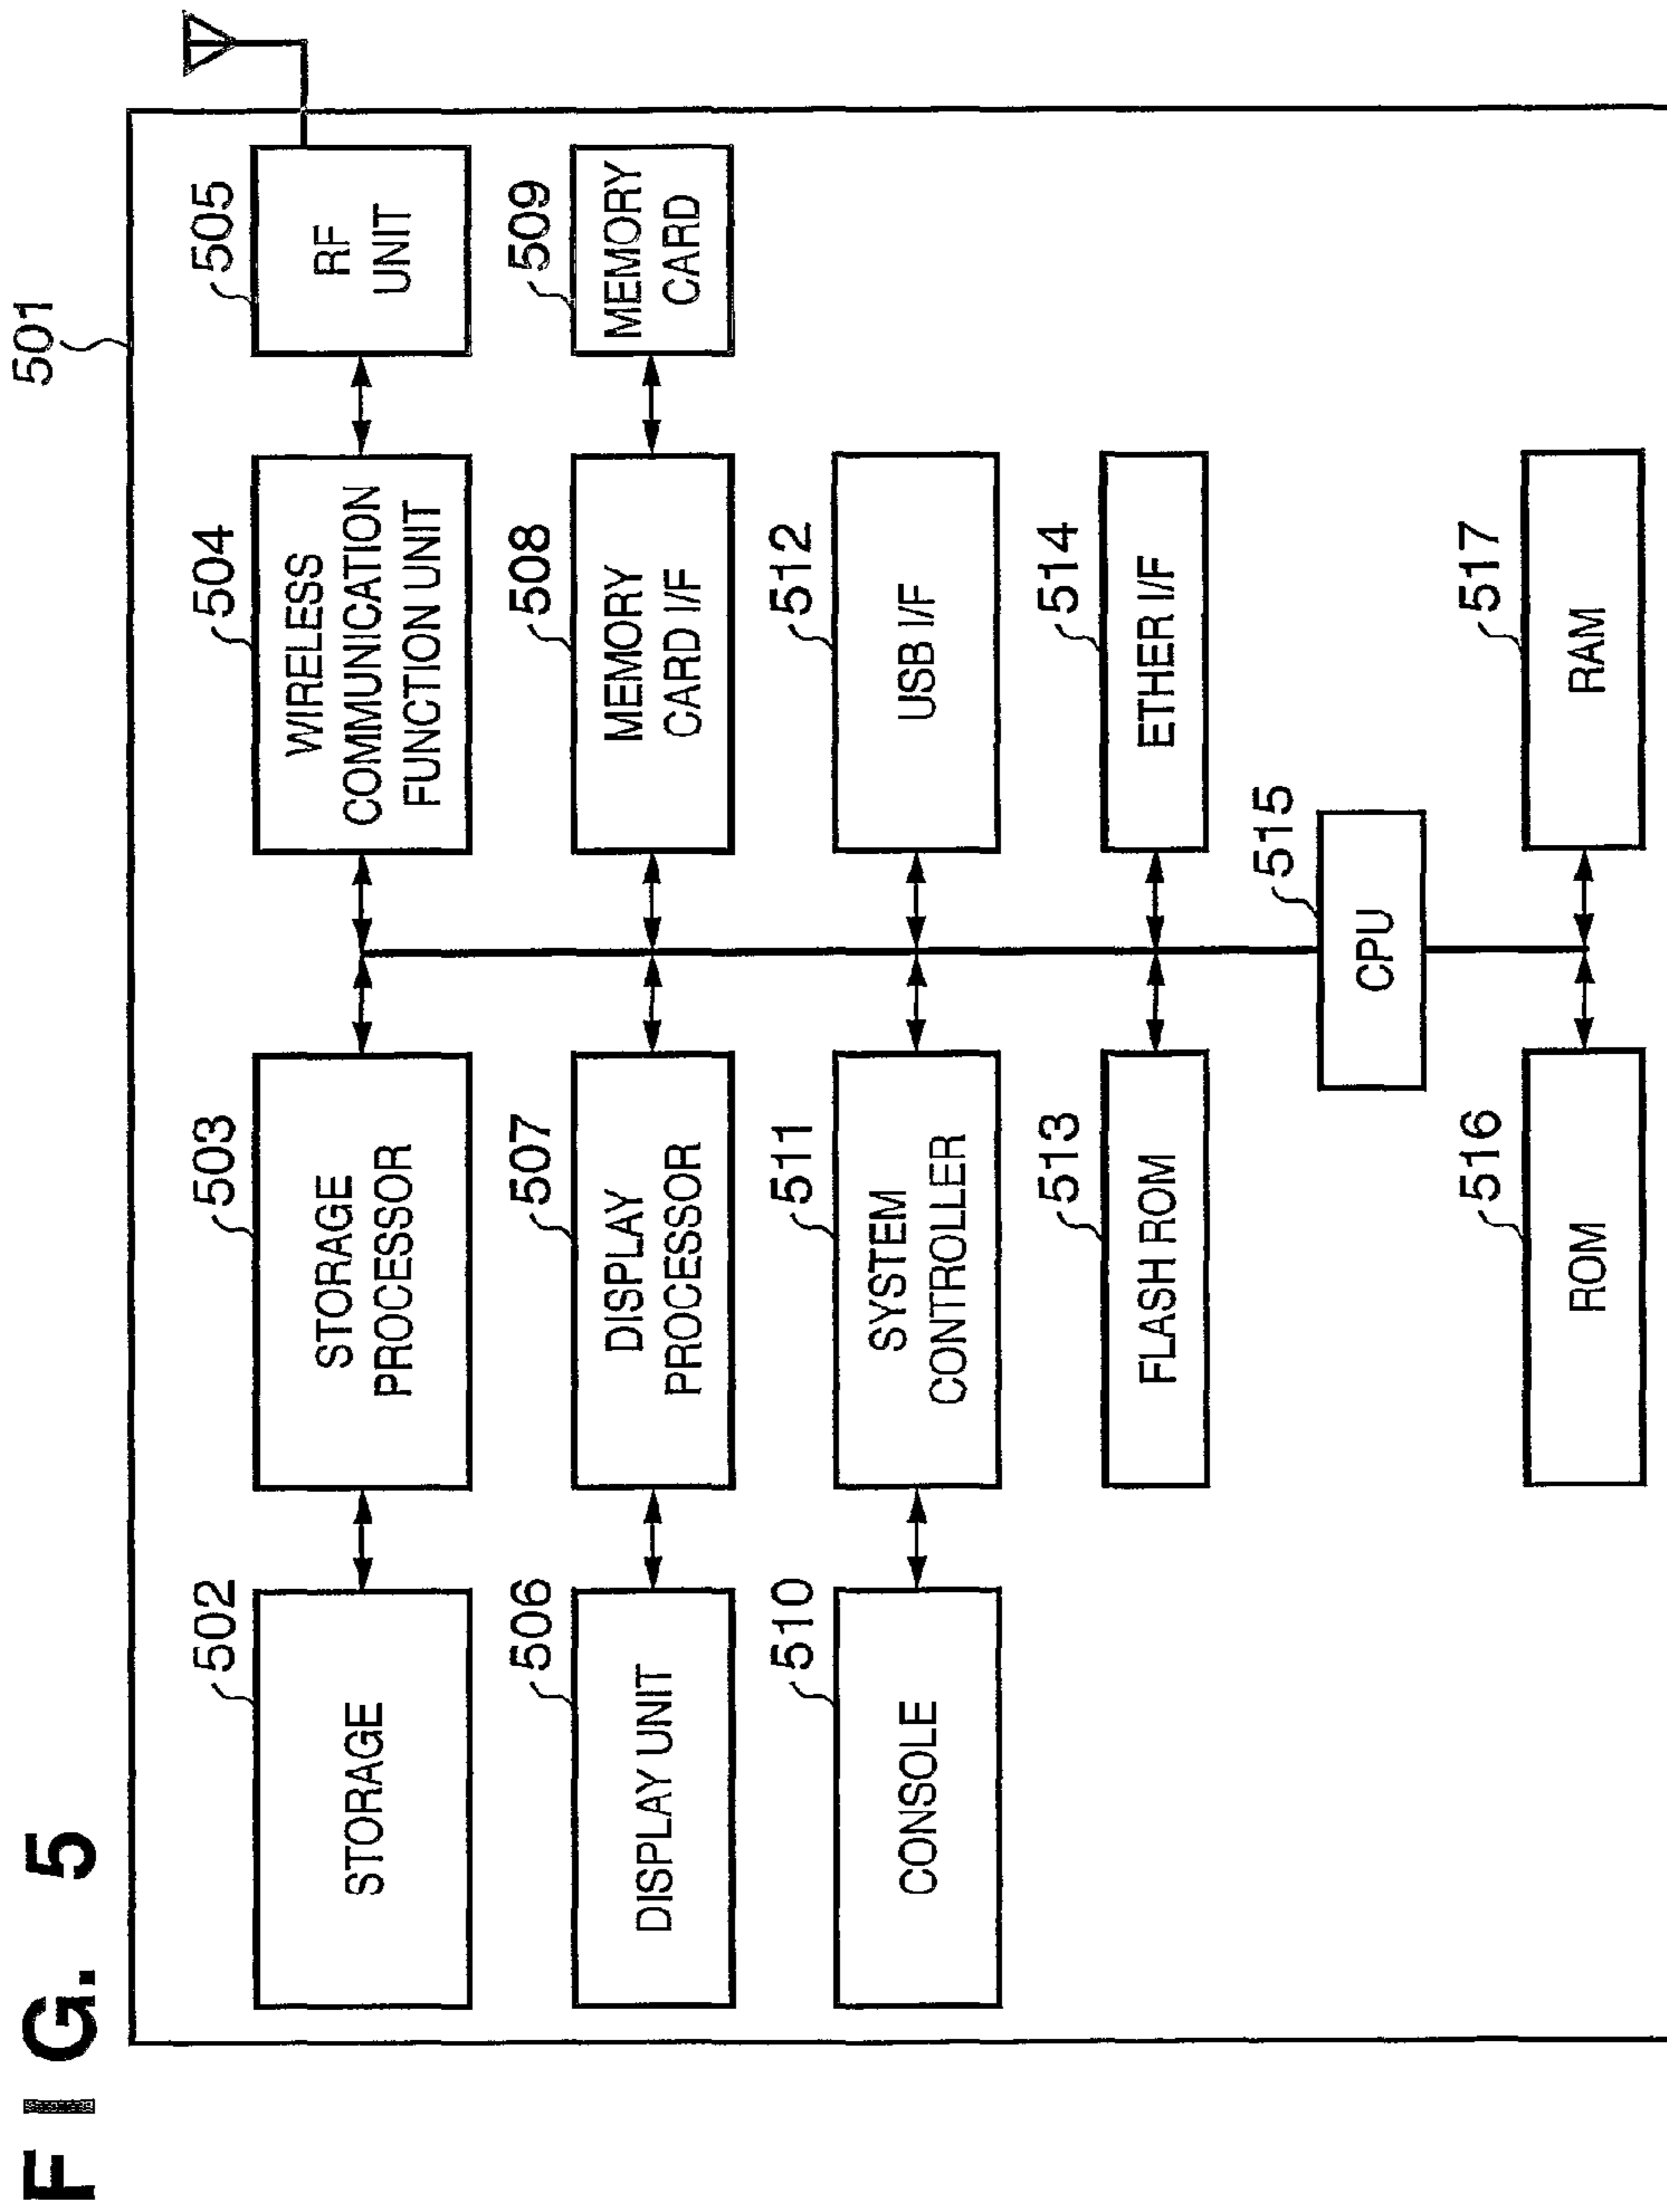 FIG. 5
501
502
STORAGE
503
STORAGE
PROCESSOR
504
WIRELESS
COMMUNICATION
FUNCTION UNIT
505
RF
UNIT
506
DISPLAY UNIT
507
DISPLAY
PROCESSOR
508
MEMORY
CARD I/F
509
MEMORY
CARD
510
CONSOLE
511
SYSTEM
CONTROLLER
512
USB I/F
513
FLASH ROM
514
ETHER I/F
515
CPU
516
ROM
517
RAM